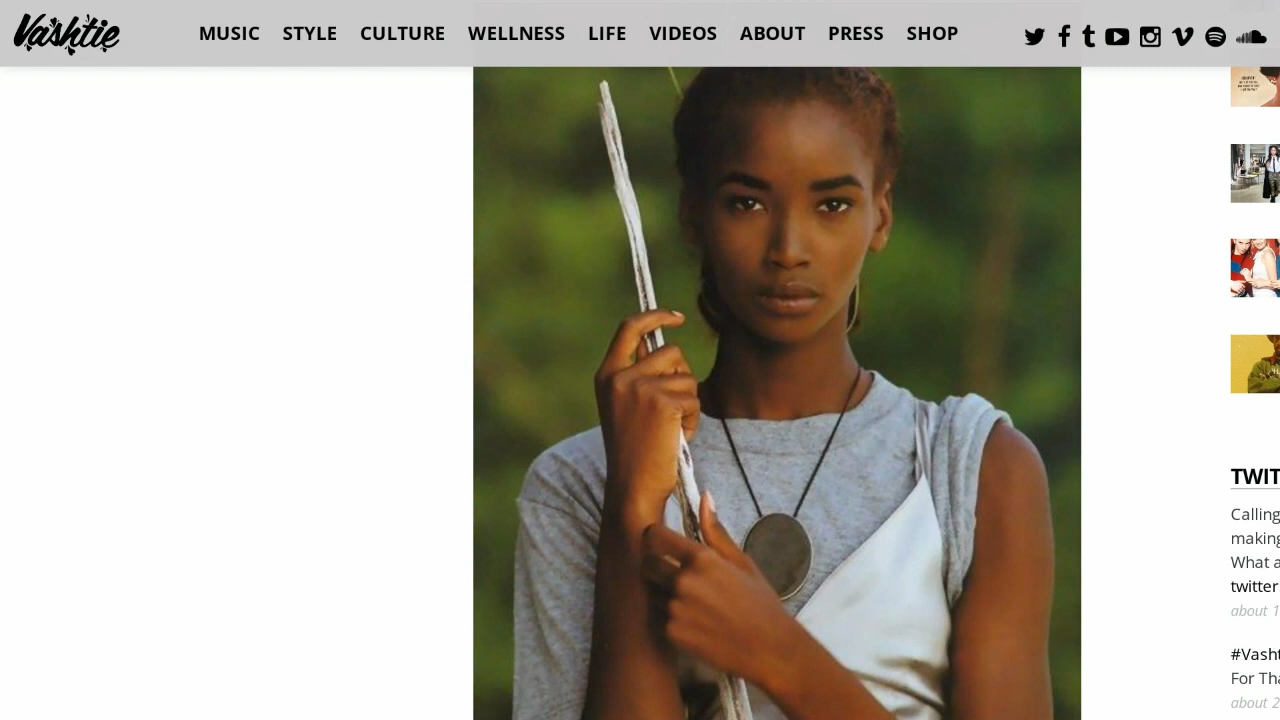 Vashtie
MUSIC STYLE CULTURE WELLNESS LIFE VIDEOS ABOUT PRESS SHOP
TWIT
Calling
making
What a
twitter
about 1
#Vasht
For Tha
about 2